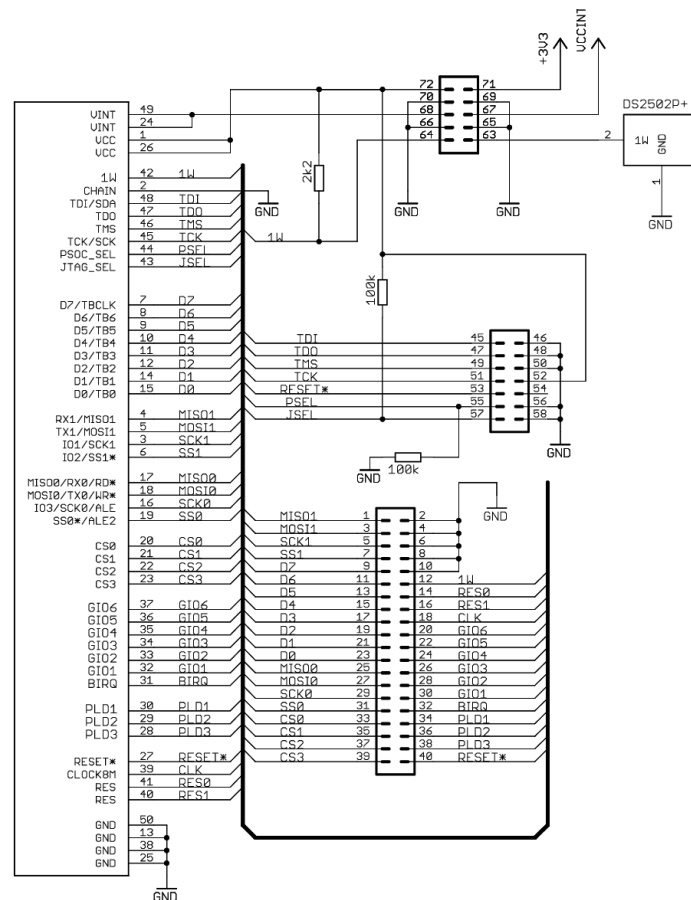 +3V3
VCCINT
72 71
70 69
68 67
66 65
64 63
DS2502P+
2
1W
GND
1
GND
2k2
GND
GND
GND
1W
100k
VINT 49
VINT 24
VCC 1
VCC 26
1W 42 1W
CHAIN 2
TDI/SDA 48 TDI
TDO 47 TDO
TMS 46 TMS
TCK/SCK 45 TCK
PSOC_SEL 44 PSEL
JTAG_SEL 43 JSEL
D7/TBCLK 7 D7
D6/TB6 8 D6
D5/TB5 9 D5
D4/TB4 10 D4
D3/TB3 11 D3
D2/TB2 12 D2
D1/TB1 14 D1
D0/TB0 15 D0
RX1/MISO1 4 MISO1
TX1/MOSI1 5 MOSI1
IO1/SCK1 3 SCK1
IO2/SS1* 6 SS1
MISO0/RX0/RD* 17 MISO0
MOSI0/TX0/WR* 18 MOSI0
IO3/SCK0/ALE 16 SCK0
SS0*/ALE2 19 SS0
CS0 20 CS0
CS1 21 CS1
CS2 22 CS2
CS3 23 CS3
GIO6 37 GIO6
GIO5 36 GIO5
GIO4 35 GIO4
GIO3 34 GIO3
GIO2 33 GIO2
GIO1 32 GIO1
BIRQ 31 BIRQ
PLD1 30 PLD1
PLD2 29 PLD2
PLD3 28 PLD3
RESET* 27 RESET*
CLOCK8M 39 CLK
RES 41 RES0
RES 40 RES1
GND 50
GND 13
GND 38
GND 25
GND
TDI 45 46
TDO 47 48
TMS 49 50
TCK 51 52
RESET* 53 54
PSEL 55 56
JSEL 57 58
GND
GND
100k
GND
MISO1 1 2
MOSI1 3 4
SCK1 5 6
SS1 7 8
D7 9 10
D6 11 12 1W
D5 13 14 RES0
D4 15 16 RES1
D3 17 18 CLK
D2 19 20 GIO6
D1 21 22 GIO5
D0 23 24 GIO4
MISO0 25 26 GIO3
MOSI0 27 28 GIO2
SCK0 29 30 GIO1
SS0 31 32 BIRQ
CS0 33 34 PLD1
CS1 35 36 PLD2
CS2 37 38 PLD3
CS3 39 40 RESET*